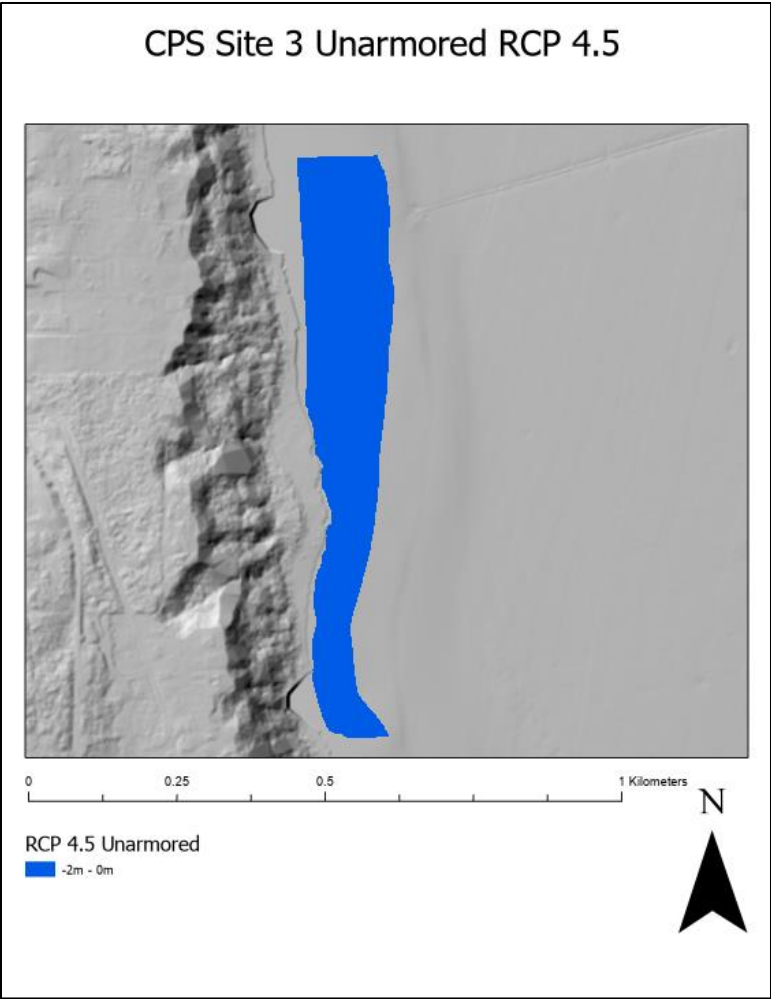 CPS Site 3 Unarmored RCP 4.5
0 0.25 0.5 1 Kilometers
N
RCP 4.5 Unarmored
-2m - 0m